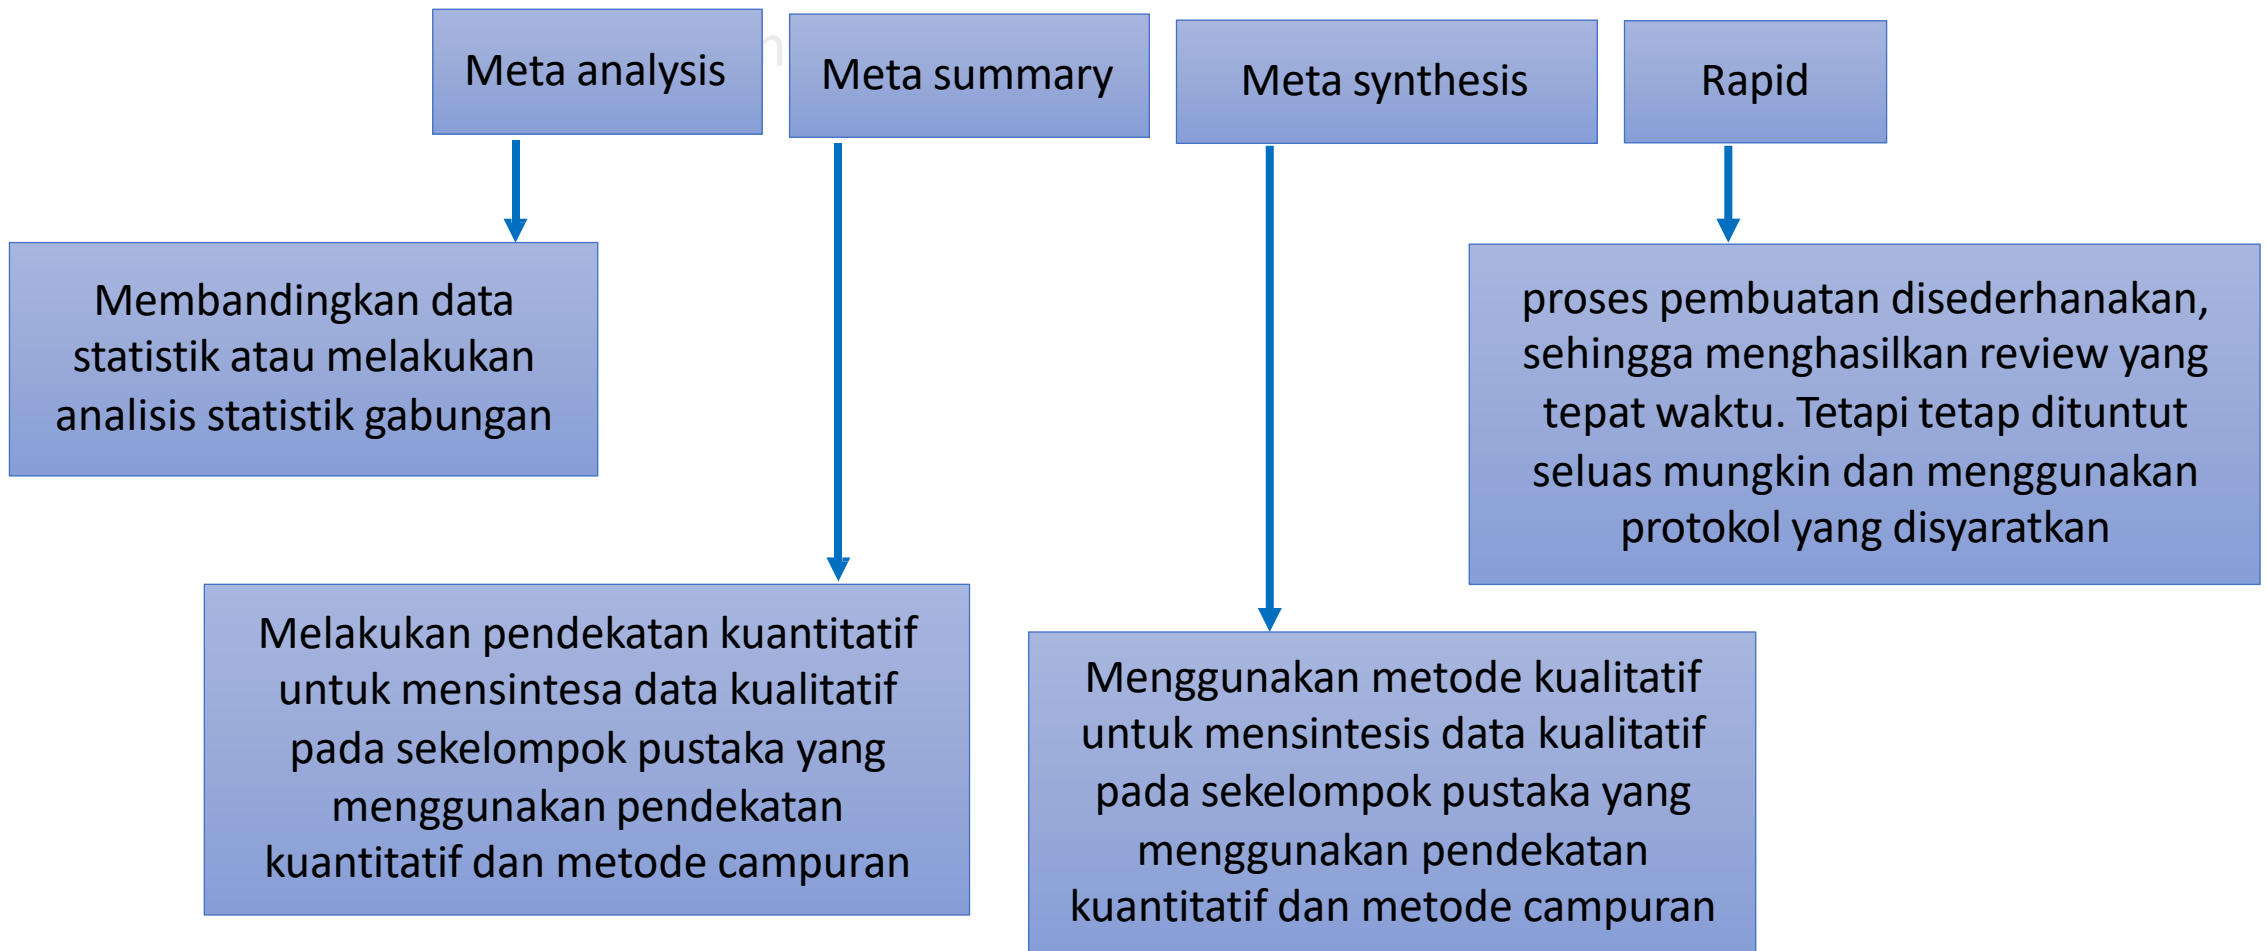 Meta analysis
Meta summary
Meta synthesis
Rapid
Membandingkan data
statistik atau melakukan
analisis statistik gabungan
proses pembuatan disederhanakan,
sehingga menghasilkan review yang
tepat waktu. Tetapi tetap dituntut
seluas mungkin dan menggunakan
protokol yang disyaratkan
Melakukan pendekatan kuantitatif
untuk mensintesa data kualitatif
pada sekelompok pustaka yang
menggunakan pendekatan
kuantitatif dan metode campuran
Menggunakan metode kualitatif
untuk mensintesis data kualitatif
pada sekelompok pustaka yang
menggunakan pendekatan
kuantitatif dan metode campuran